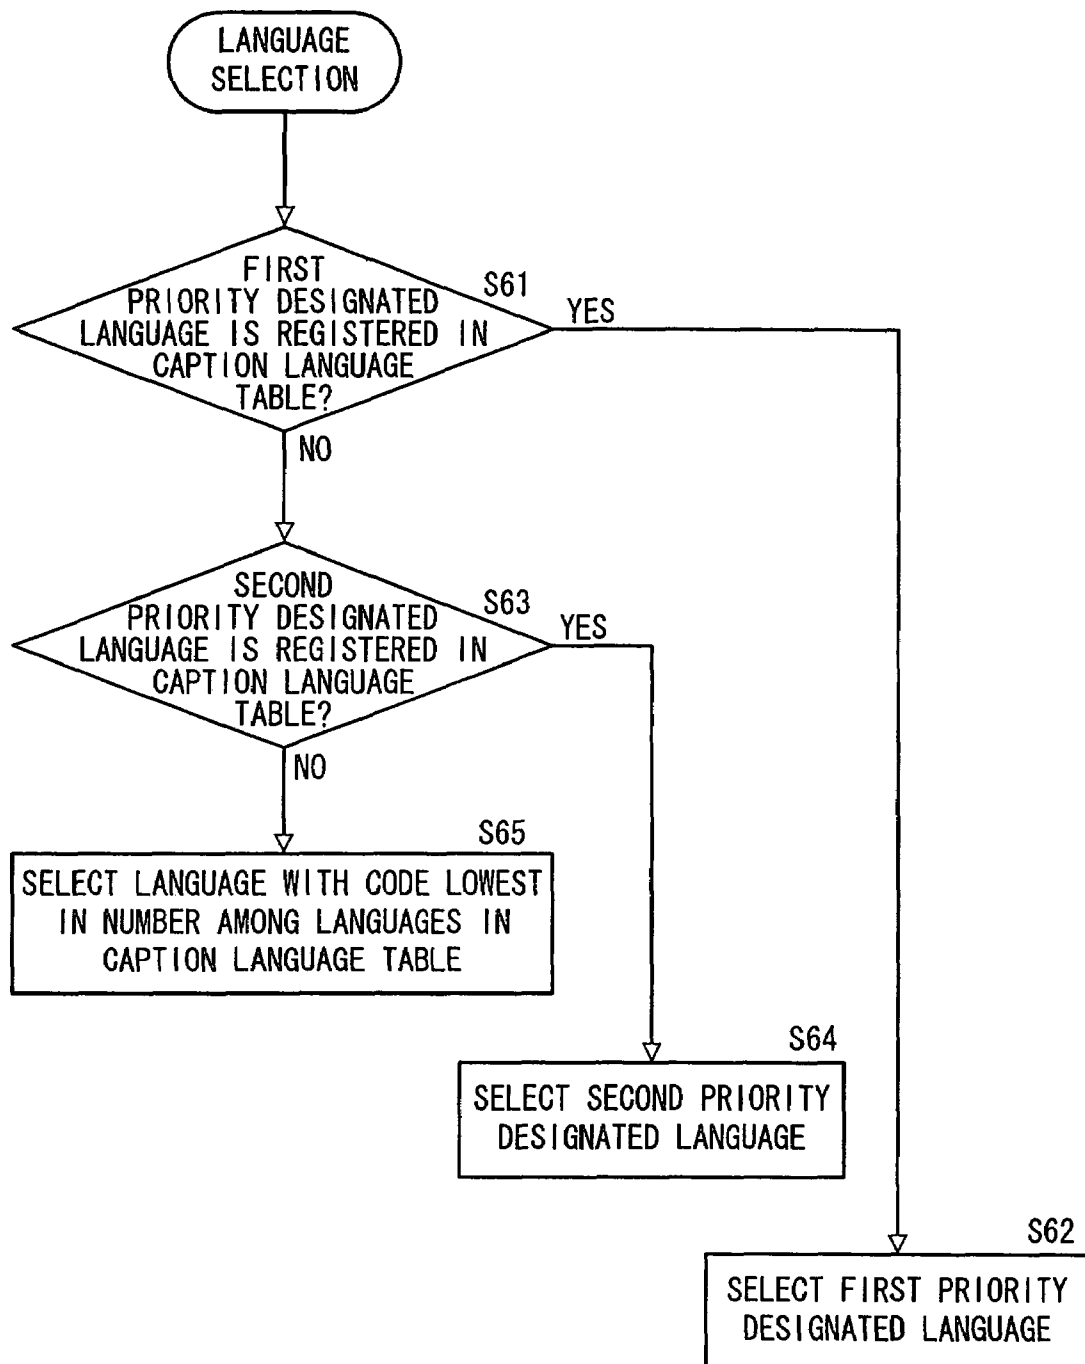 LANGUAGE
SELECTION
FIRST
PRIORITY DESIGNATED
LANGUAGE IS REGISTERED IN
CAPTION LANGUAGE
TABLE?
S61
YES
NO
SECOND
PRIORITY DESIGNATED
LANGUAGE IS REGISTERED IN
CAPTION LANGUAGE
TABLE?
S63
YES
NO
S65
SELECT LANGUAGE WITH CODE LOWEST
IN NUMBER AMONG LANGUAGES IN
CAPTION LANGUAGE TABLE
S64
SELECT SECOND PRIORITY
DESIGNATED LANGUAGE
S62
SELECT FIRST PRIORITY
DESIGNATED LANGUAGE